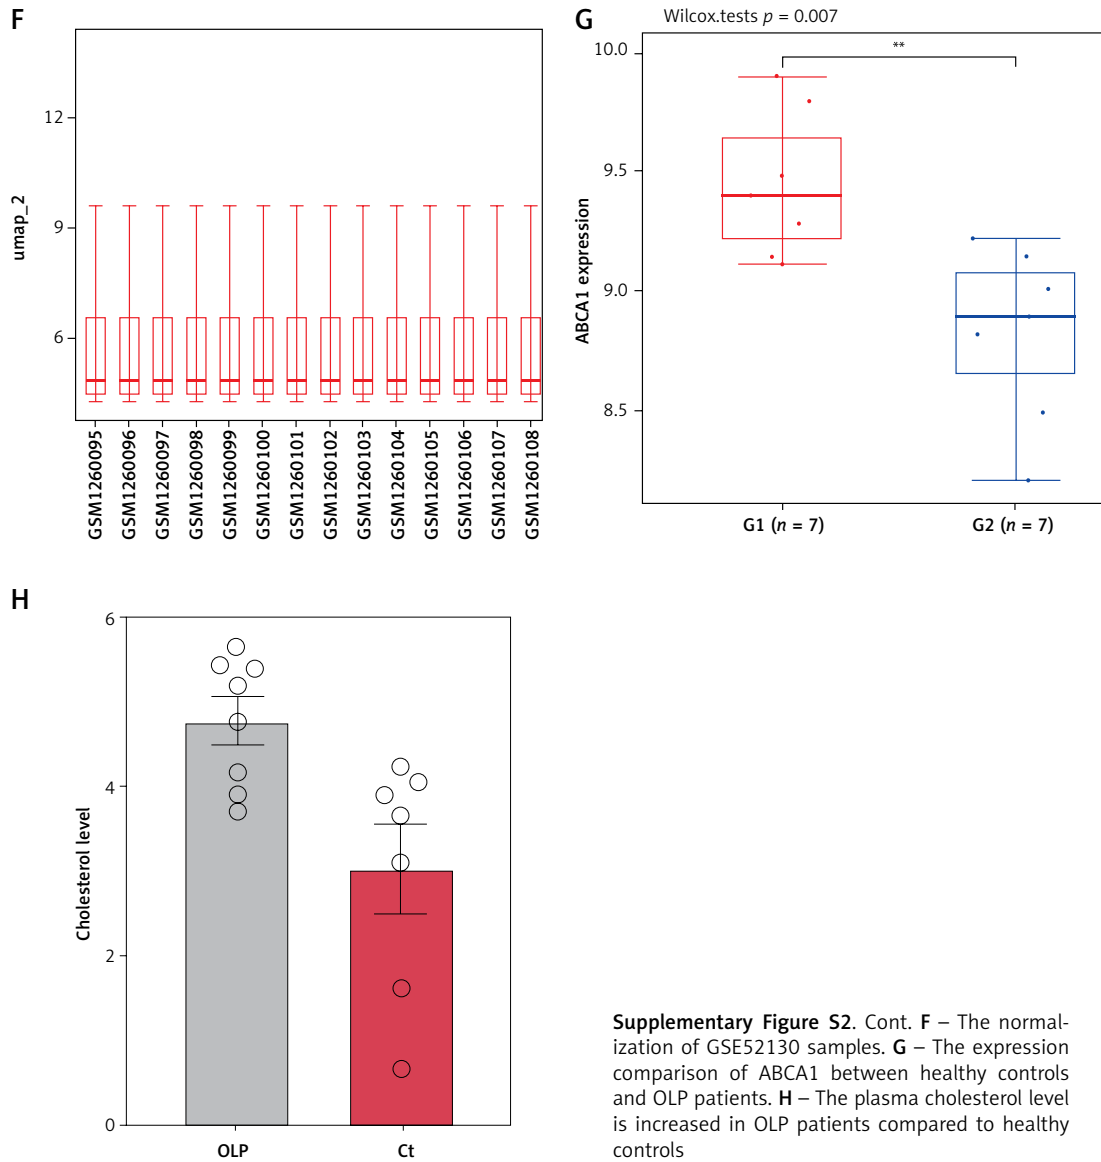 F
umap_2
12
9
6
GSM1260095
GSM1260096
GSM1260097
GSM1260098
GSM1260099
GSM1260100
GSM1260101
GSM1260102
GSM1260103
GSM1260104
GSM1260105
GSM1260106
GSM1260107
GSM1260108
G
Wilcox.tests p = 0.007
**
ABCA1 expression
10.0
9.5
9.0
8.5
G1 (n = 7)
G2 (n = 7)
H
Cholesterol level
6
4
2
0
OLP
Ct
Supplementary Figure S2. Cont. F – The normal-
ization of GSE52130 samples. G – The expression
comparison of ABCA1 between healthy controls
and OLP patients. H – The plasma cholesterol level
is increased in OLP patients compared to healthy
controls